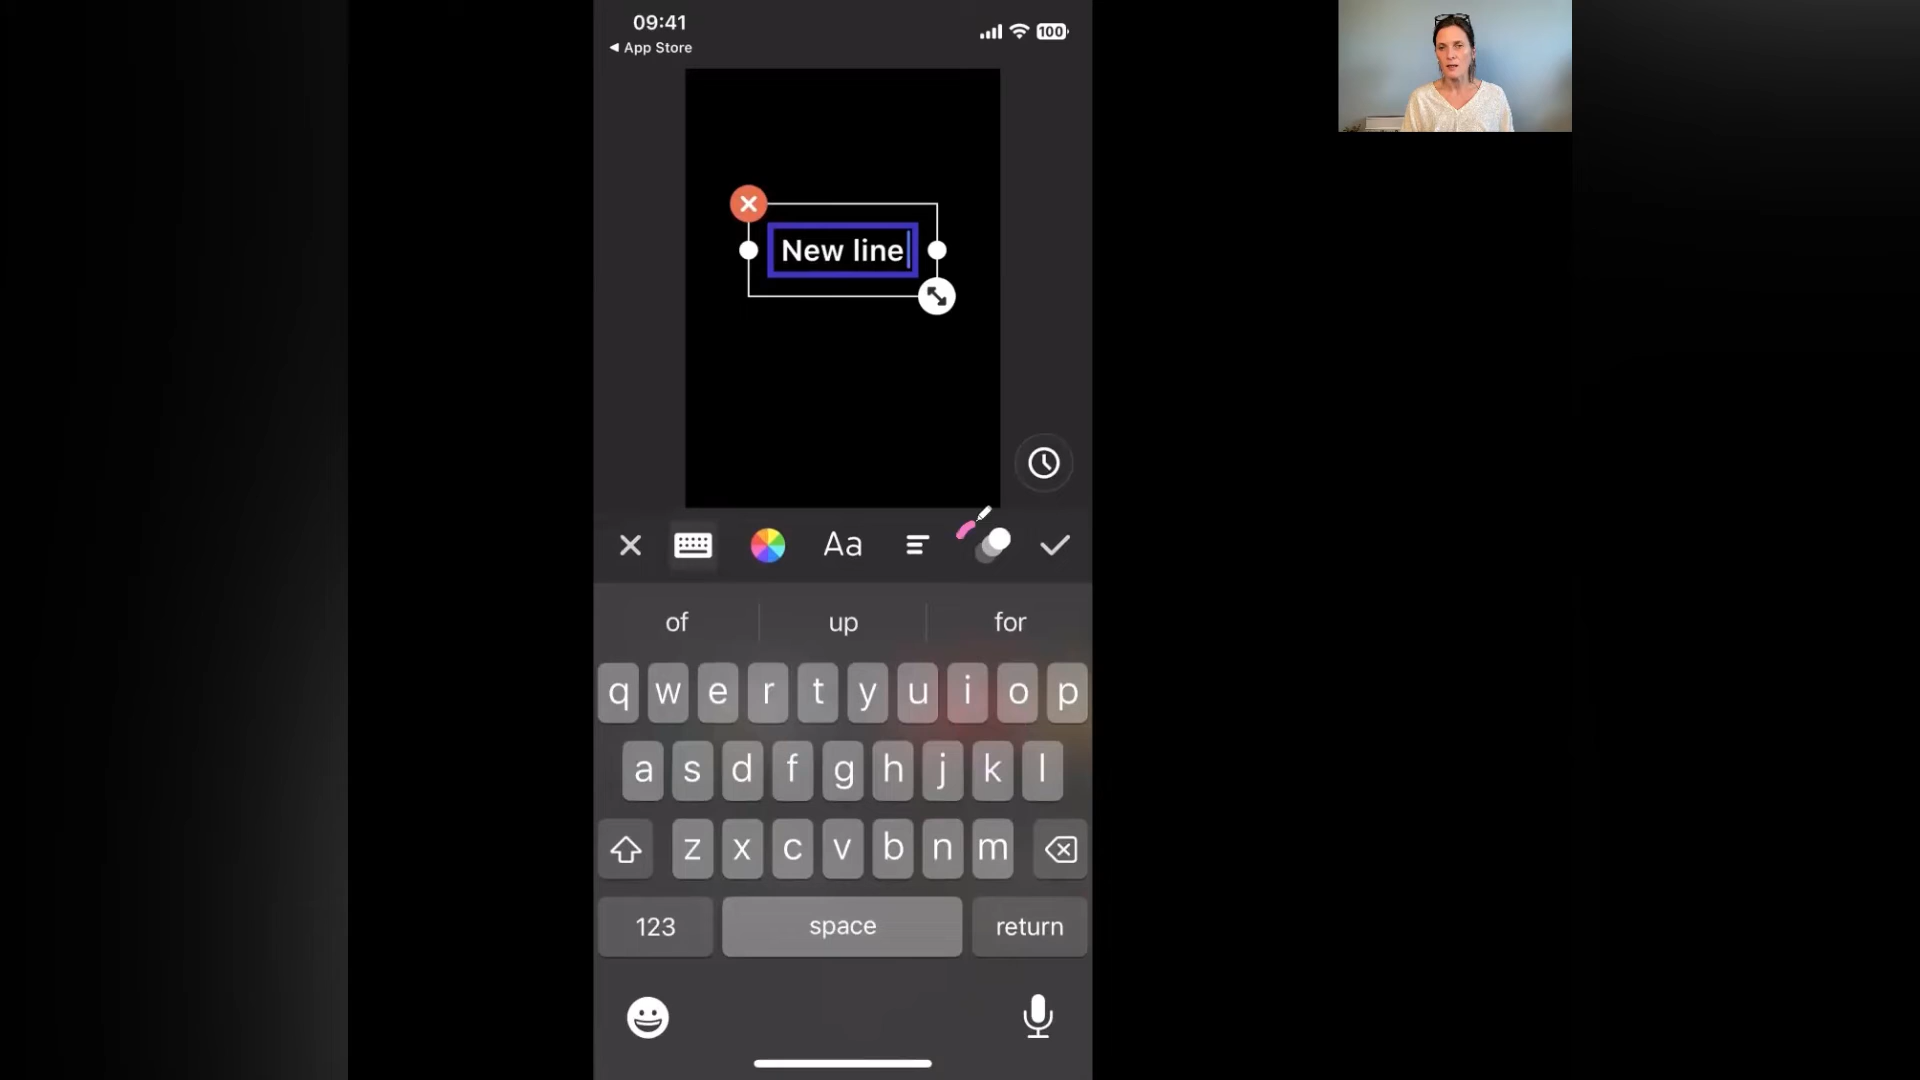 09:41
100
◀ App Store
New line
Aa
of up for
q w e r t y u i o p
a s d f g h j k l
z x c v b n m
123 space return